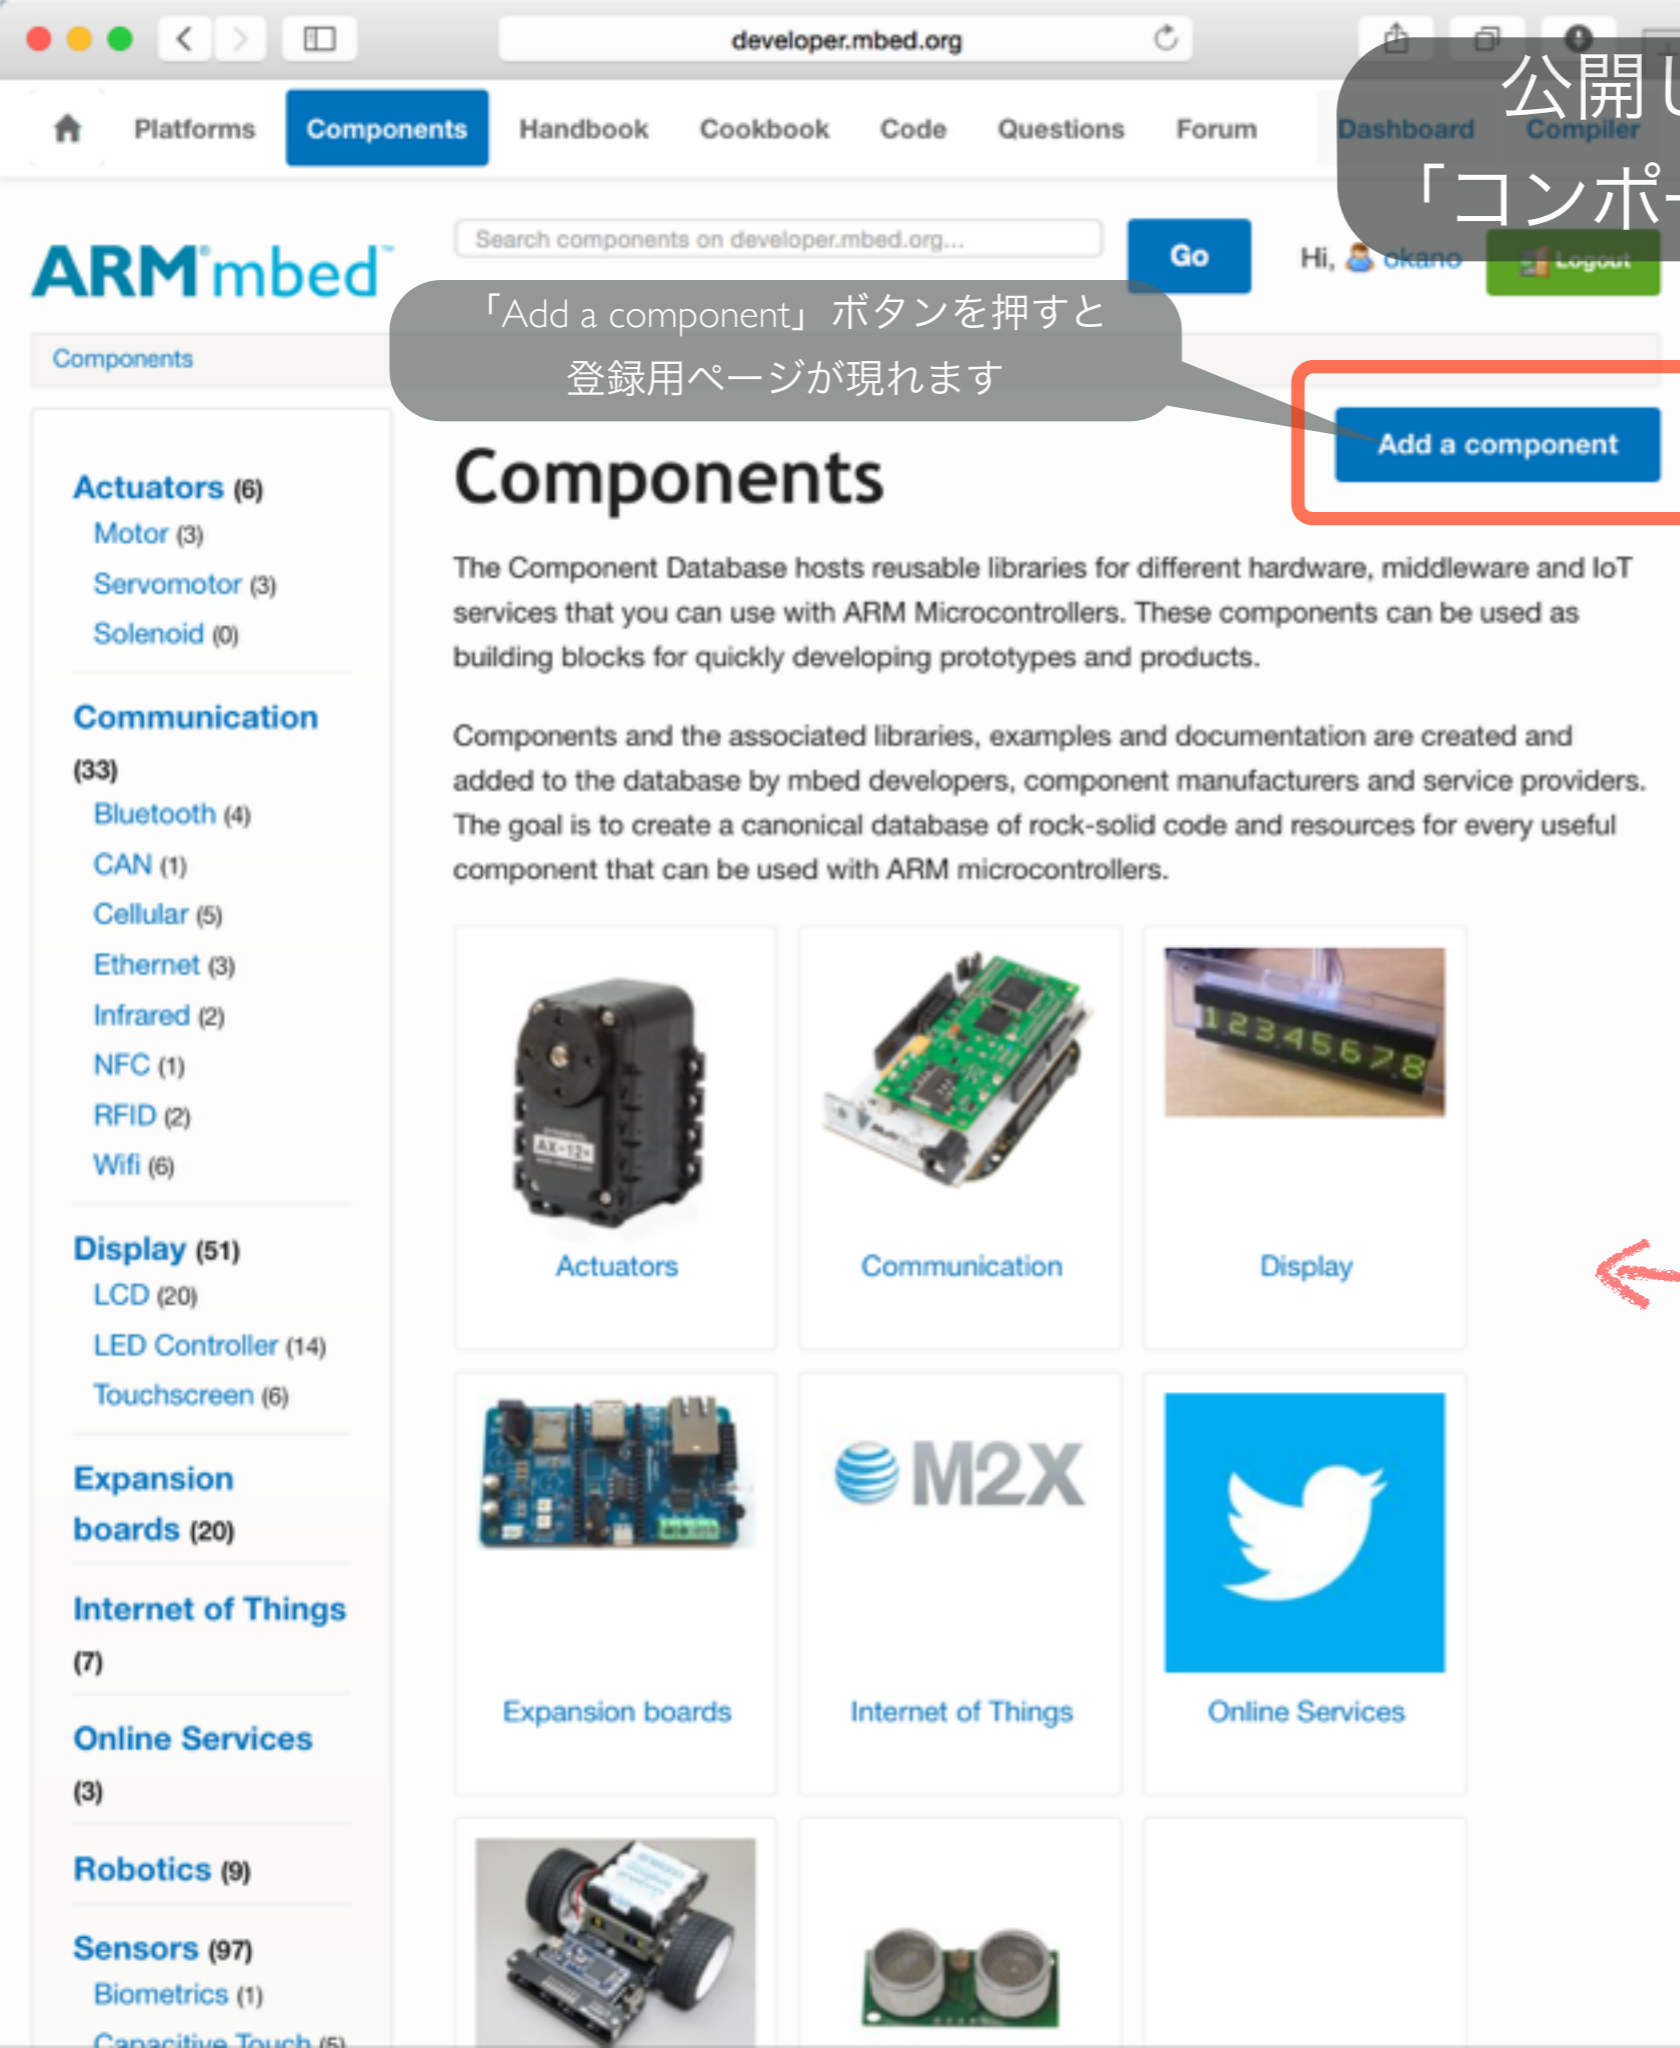 developer.mbed.org
Platforms Components Handbook Cookbook Code Questions Forum Dashboard Compiler
公開し
「コンポー
ARM mbed™
Search components on developer.mbed.org...
Go
Hi, okano
Logout
「Add a component」ボタンを押すと
登録用ページが現れます
Components
Add a component
Actuators (6)
Motor (3)
Servomotor (3)
Solenoid (0)
Communication
(33)
Bluetooth (4)
CAN (1)
Cellular (5)
Ethernet (3)
Infrared (2)
NFC (1)
RFID (2)
Wifi (6)
Display (51)
LCD (20)
LED Controller (14)
Touchscreen (6)
Expansion
boards (20)
Internet of Things
(7)
Online Services
(3)
Robotics (9)
Sensors (97)
Biometrics (1)
Capacitive Touch (5)
Components
The Component Database hosts reusable libraries for different hardware, middleware and IoT
services that you can use with ARM Microcontrollers. These components can be used as
building blocks for quickly developing prototypes and products.
Components and the associated libraries, examples and documentation are created and
added to the database by mbed developers, component manufacturers and service providers.
The goal is to create a canonical database of rock-solid code and resources for every useful
component that can be used with ARM microcontrollers.
AX-12+
12345678
Actuators
Communication
Display
M2X
Expansion boards
Internet of Things
Online Services